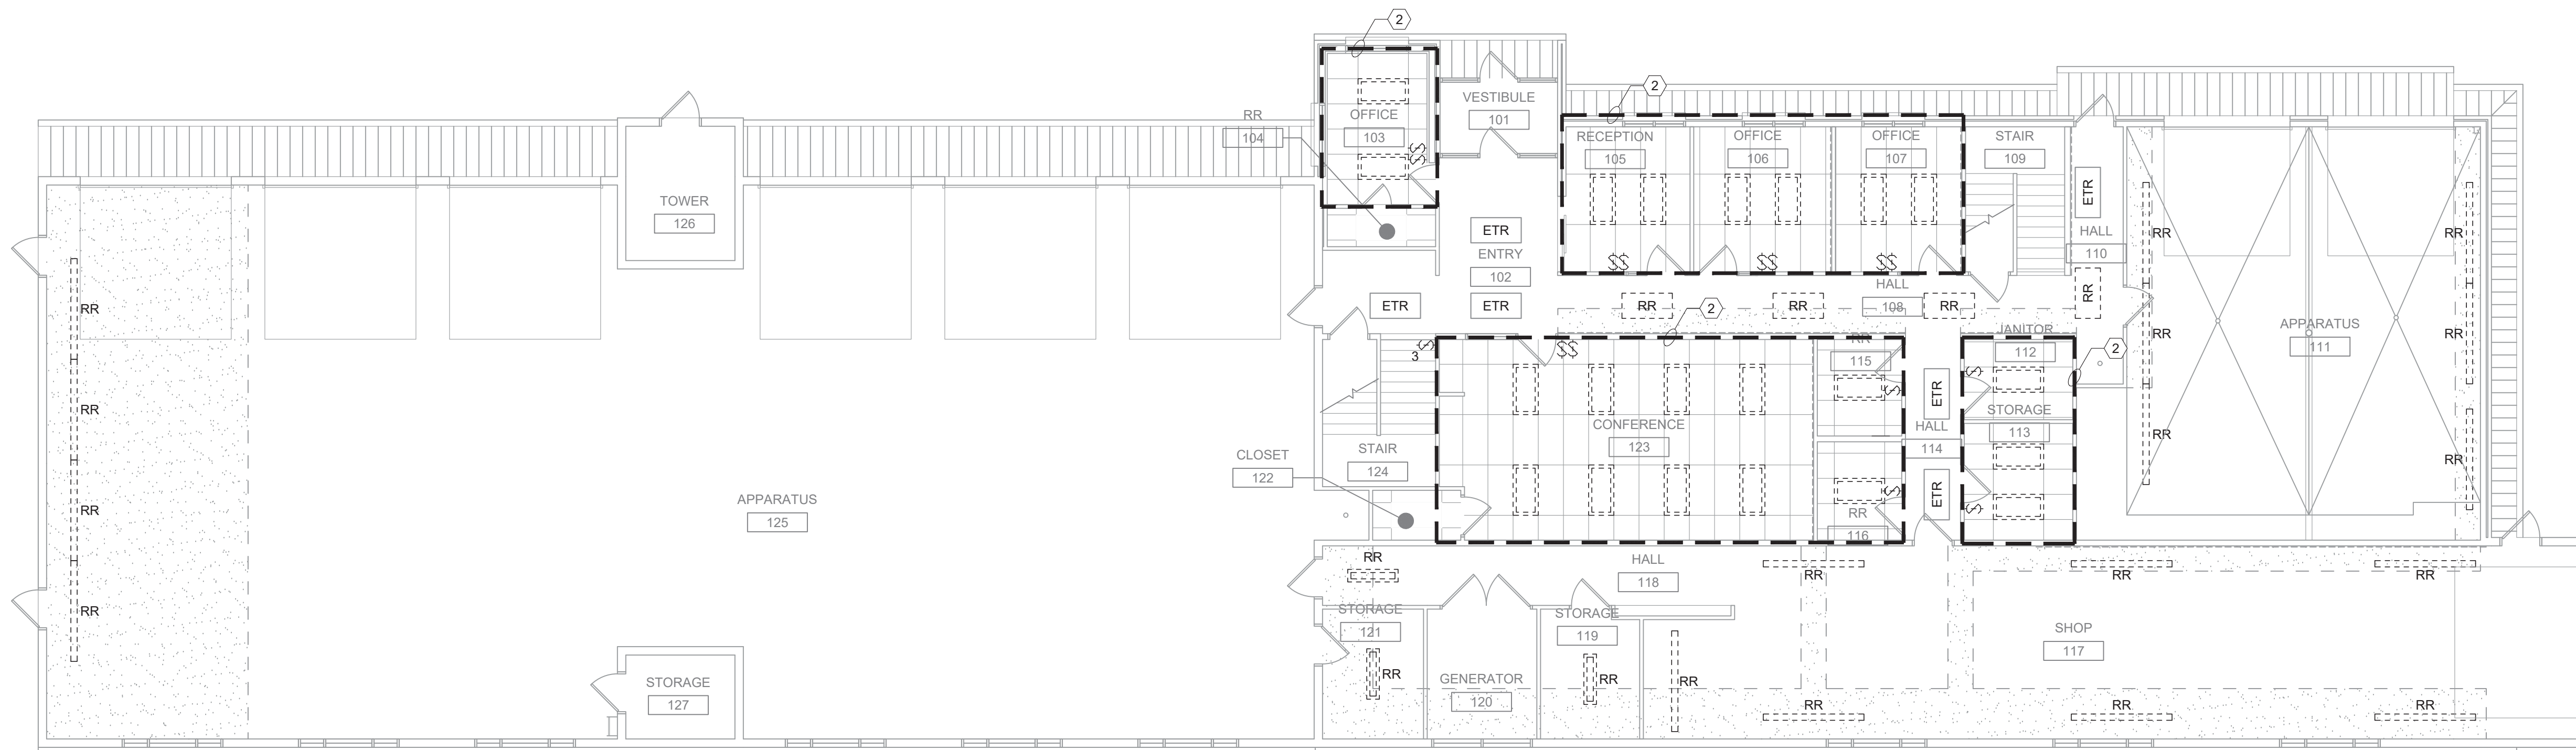 2
VESTIBULE
101
OFFICE
103
RR
104
2
RECEPTION
105
OFFICE
106
OFFICE
107
STAIR
109
ETR
HALL
110
TOWER
126
ETR
ENTRY
102
ETR
ETR
$$
$$
$$
HALL
108
RR
RR
RR
RR
2
RR
RR
RR
RR
RR
RR
APPARATUS
111
RR
RR
RR
RR
3
$
$
$
$
$$
RR
115
JANITOR
112
2
$
$
ETR
STORAGE
113
CONFERENCE
123
HALL
114
STAIR
124
CLOSET
122
ETR
RR
116
APPARATUS
125
RR
HALL
118
RR
RR
RR
STORAGE
121
STORAGE
119
SHOP
117
STORAGE
127
RR
GENERATOR
120
RR
RR
RR
RR
RR